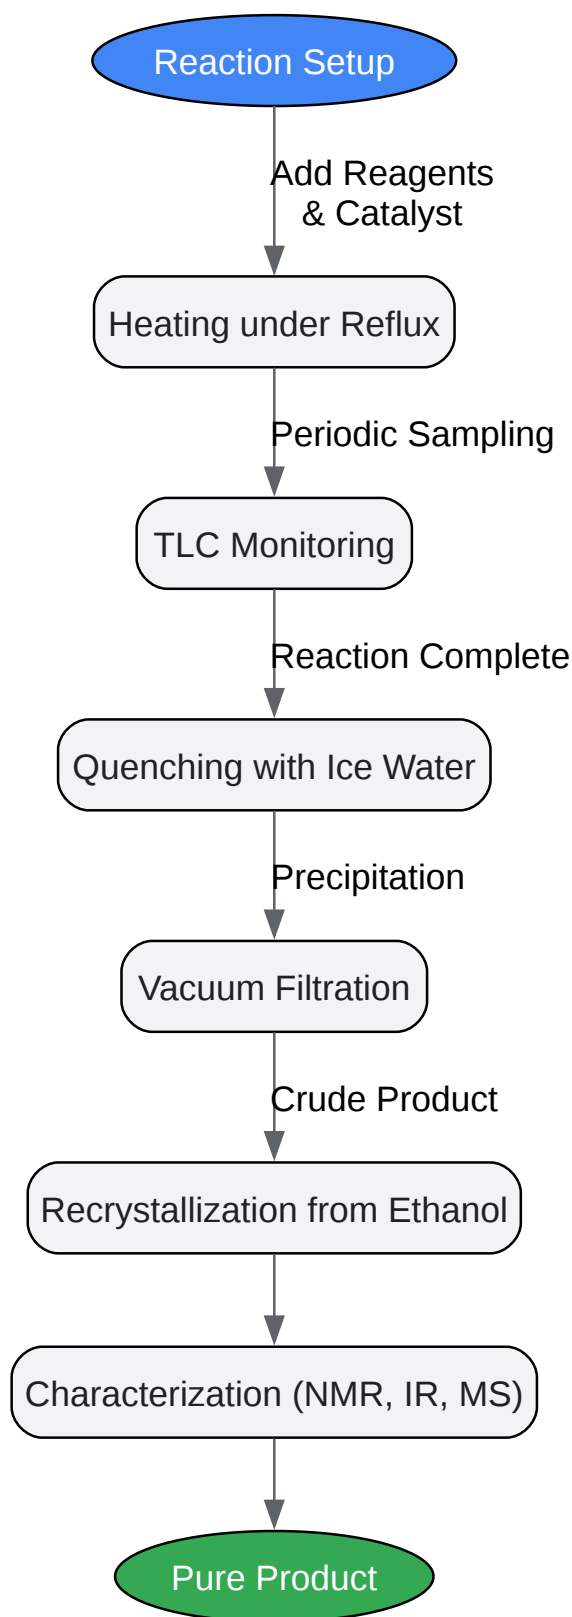 Reaction Setup
Add Reagents
& Catalyst
Heating under Reflux
Periodic Sampling
TLC Monitoring
Reaction Complete
Quenching with Ice Water
Precipitation
Vacuum Filtration
Crude Product
Recrystallization from Ethanol
Characterization (NMR, IR, MS)
Pure Product